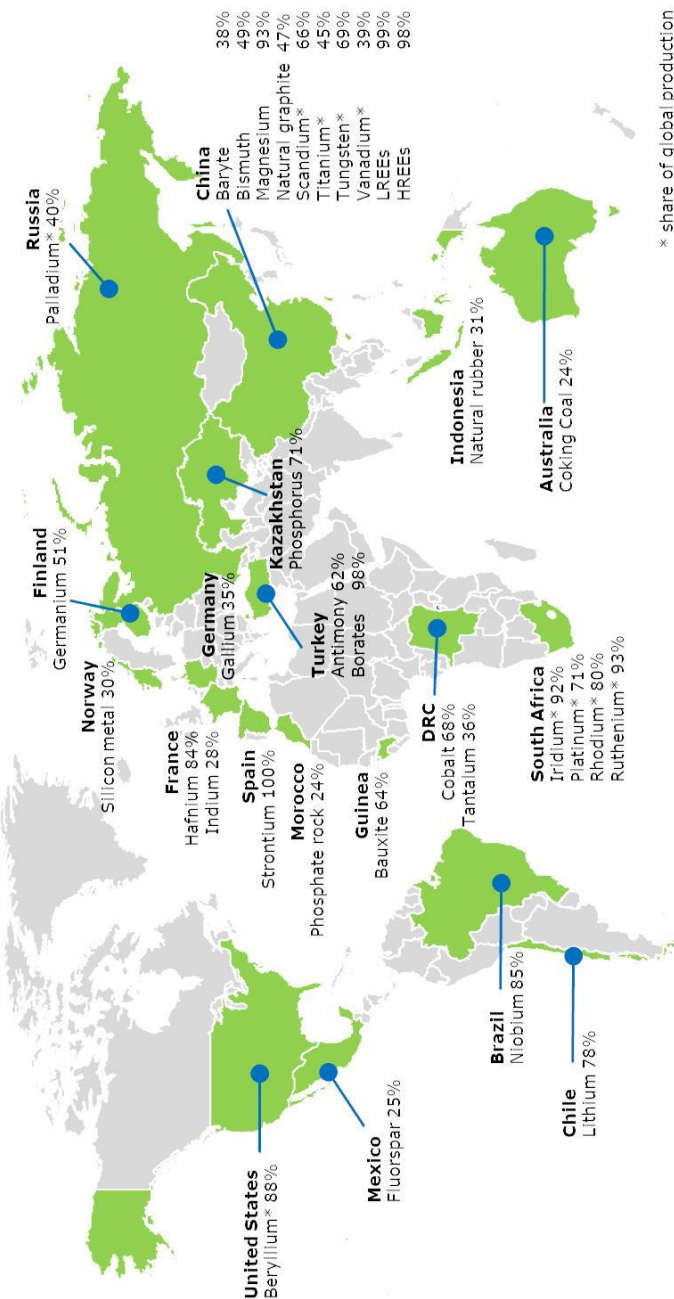 Russia
Palladium* 40%
Finland
Germanium 51%
Norway
Silicon metal 30%
China
Baryte 38%
Bismuth 49%
Magnesium 93%
Natural graphite 47%
Scandium* 66%
Titanium* 45%
Tungsten* 69%
Vanadium* 39%
LREEs 99%
HREEs 98%
Germany
Gallium 35%
France
Hafnium 84%
Indium 28%
Kazakhstan
Phosphorus 71%
Spain
Strontium 100%
Turkey
Antimony 62%
Borates 98%
Morocco
Phosphate rock 24%
United States
Beryllium* 88%
Mexico
Fluorspar 25%
Guinea
Bauxite 64%
DRC
Cobalt 68%
Tantalum 36%
Indonesia
Natural rubber 31%
Brazil
Niobium 85%
Chile
Lithium 78%
South Africa
Iridium* 92%
Platinum* 71%
Rhodium* 80%
Ruthenium* 93%
Australia
Coking Coal 24%
* share of global production